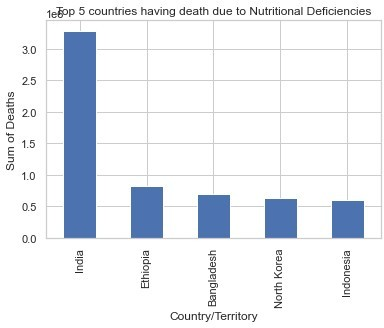 Top 5 countries having death due to Nutritional Deficiencies
1e6
3.0
2.5
2.0
1.5
1.0
0.5
0.0
Sum of Deaths
India
Ethiopia
Bangladesh
North Korea
Indonesia
Country/Territory